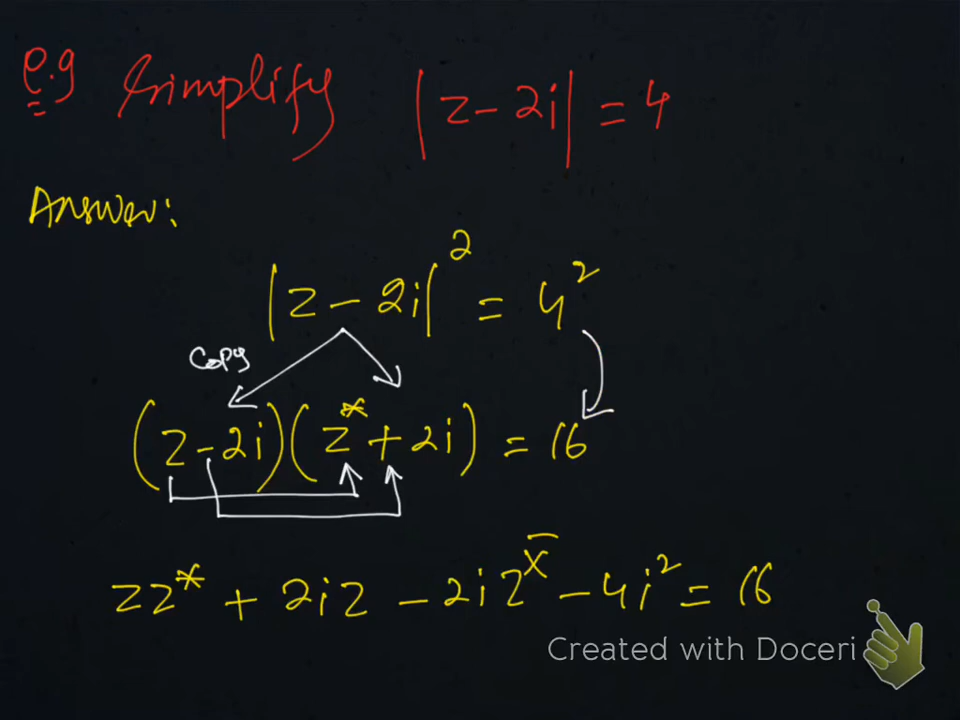 e.g Simplify |z - 2i| = 4
Answer:
|z - 2i|² = 4²
Copy
(z - 2i)(z* + 2i) = 16
zz* + 2iz - 2iz* - 4i² = 16
Created with Doceri